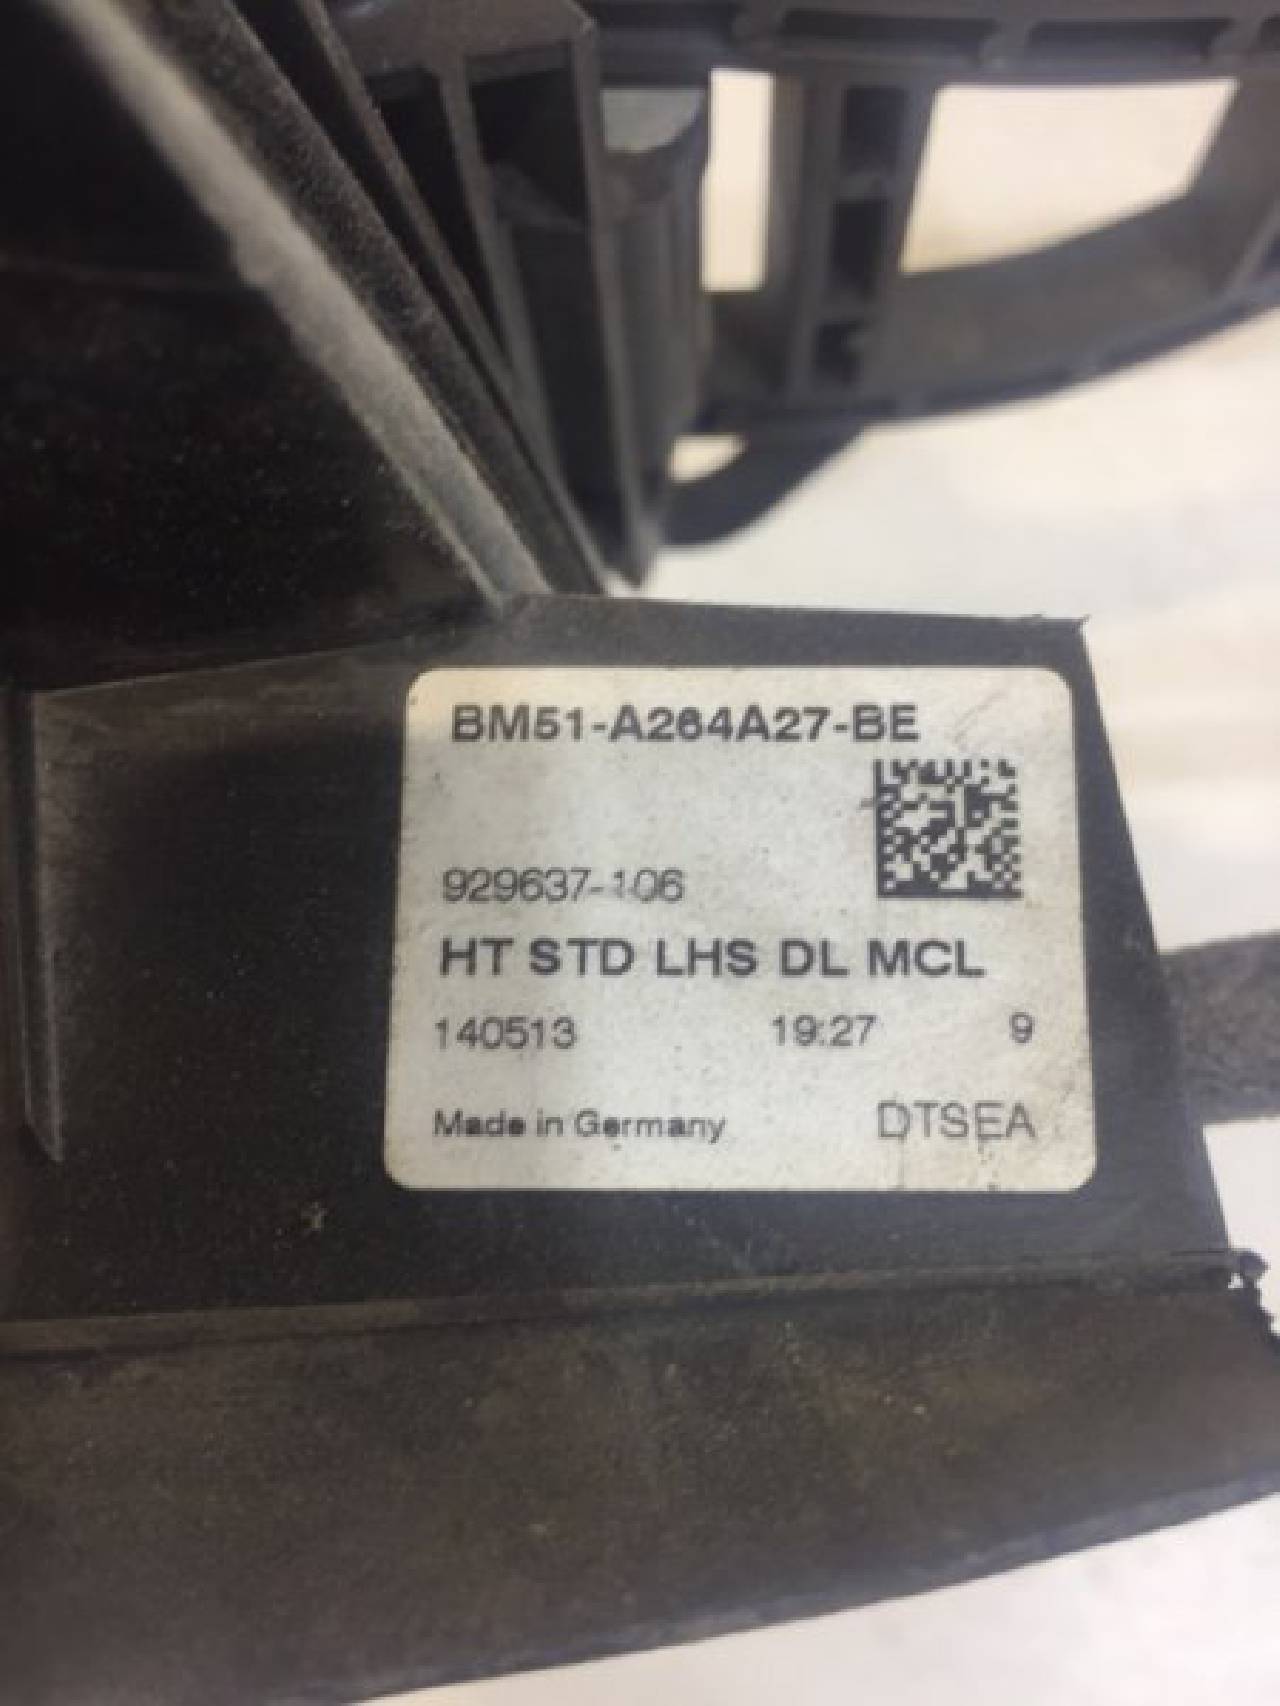 BM51-A264A27-BE
929637-106
HT STD LHS DL MCL
140513 19:27 9
Made in Germany DTSEA